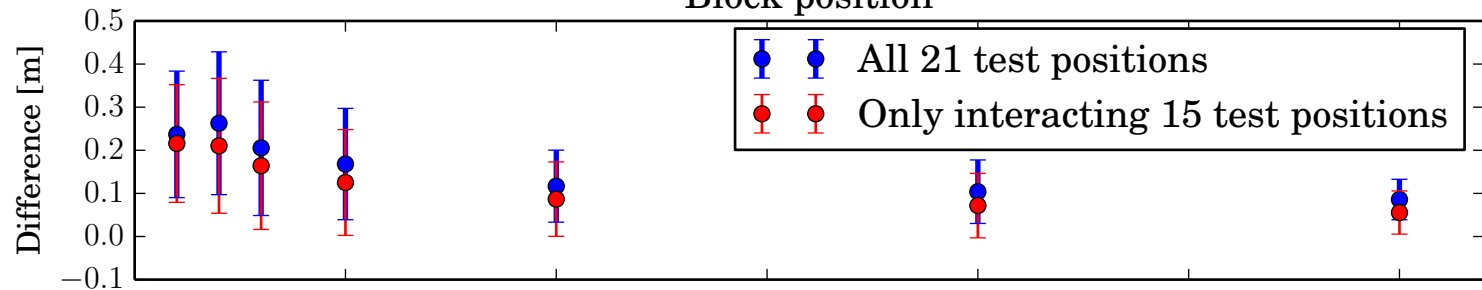 Block position
Difference [m]
0.5
0.4
0.3
0.2
0.1
0.0
−0.1
All 21 test positions
Only interacting 15 test positions